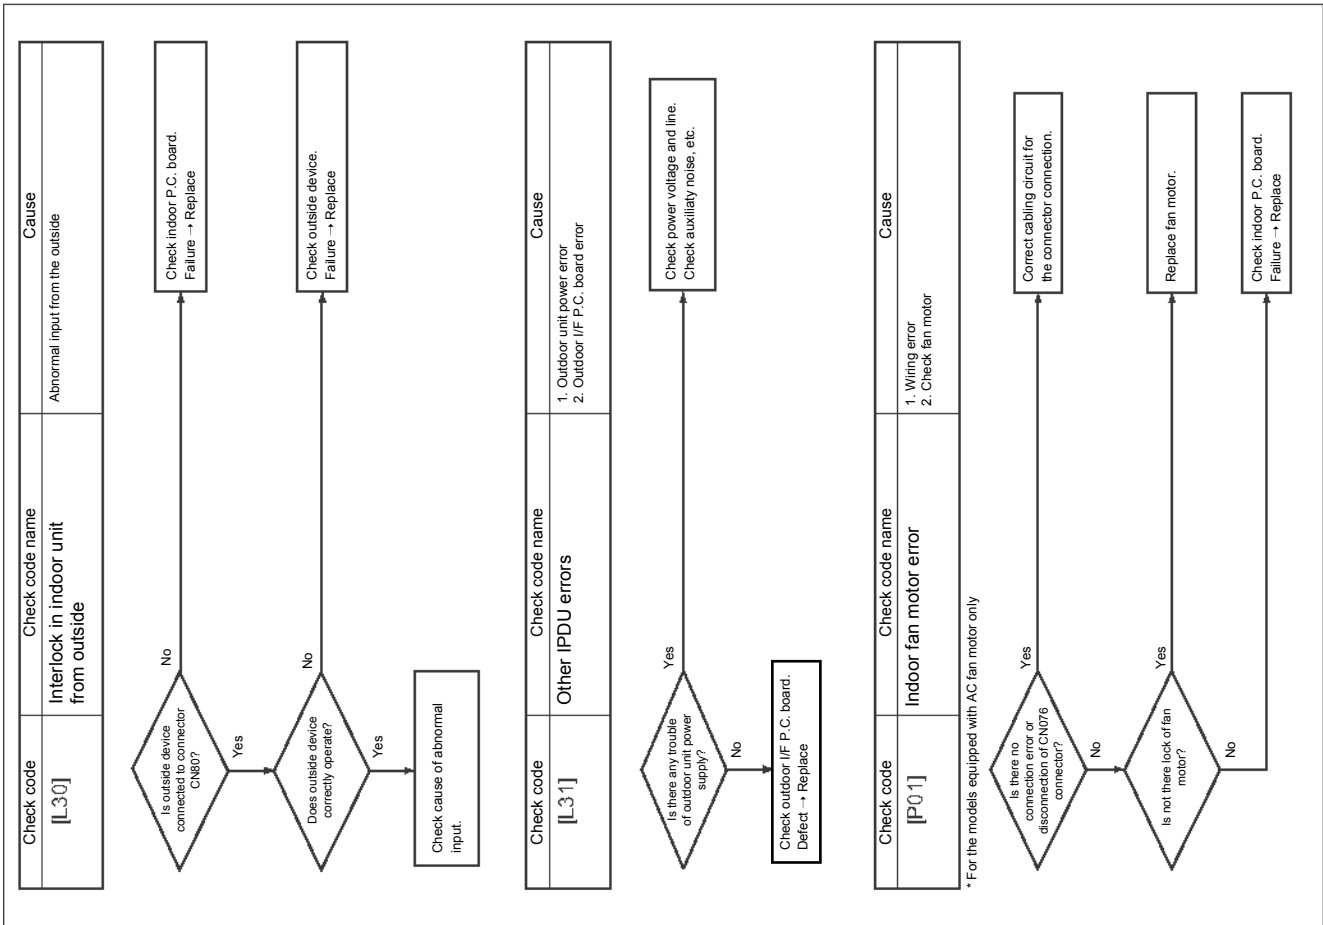 Check code
Check code name
Cause
[L30]
Interlock in indoor unit
from outside
Abnormal input from the outside
Is outside device
connected to connector
CN80?
No
Check indoor P.C. board.
Failure → Replace
Yes
Does outside device
correctly operate?
No
Check outside device.
Failure → Replace
Yes
Check cause of abnormal
input.
Check code
Check code name
Cause
[L31]
Other IPDU errors
1. Outdoor unit power error
2. Outdoor I/F P.C. board error
Is there any trouble
of outdoor unit power
supply?
Yes
Check power voltage and line.
Check auxiliaty noise, etc.
No
Check outdoor I/F P.C. board.
Defect → Replace
Check code
Check code name
Cause
[P01]
Indoor fan motor error
1. Wiring error
2. Check fan motor
* For the models equipped with AC fan motor only
Is there no
connection error or
disconnection of CN076
connector?
Yes
Correct cabling circuit for
the connector connection.
No
Is not there lock of fan
motor?
Yes
Replace fan motor.
No
Check indoor P.C. board.
Failure → Replace